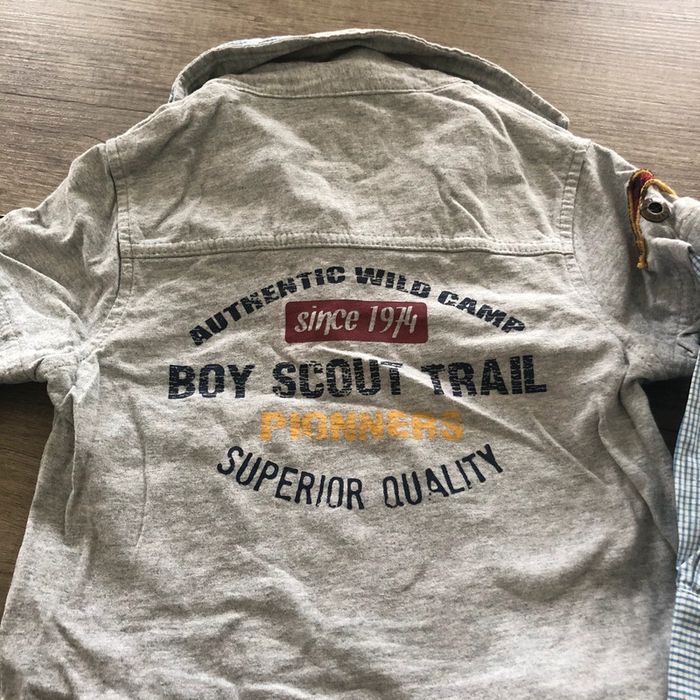 AUTHENTIC WILD CAMP
since 1974
BOY SCOUT TRAIL
PIONNERS
SUPERIOR QUALITY